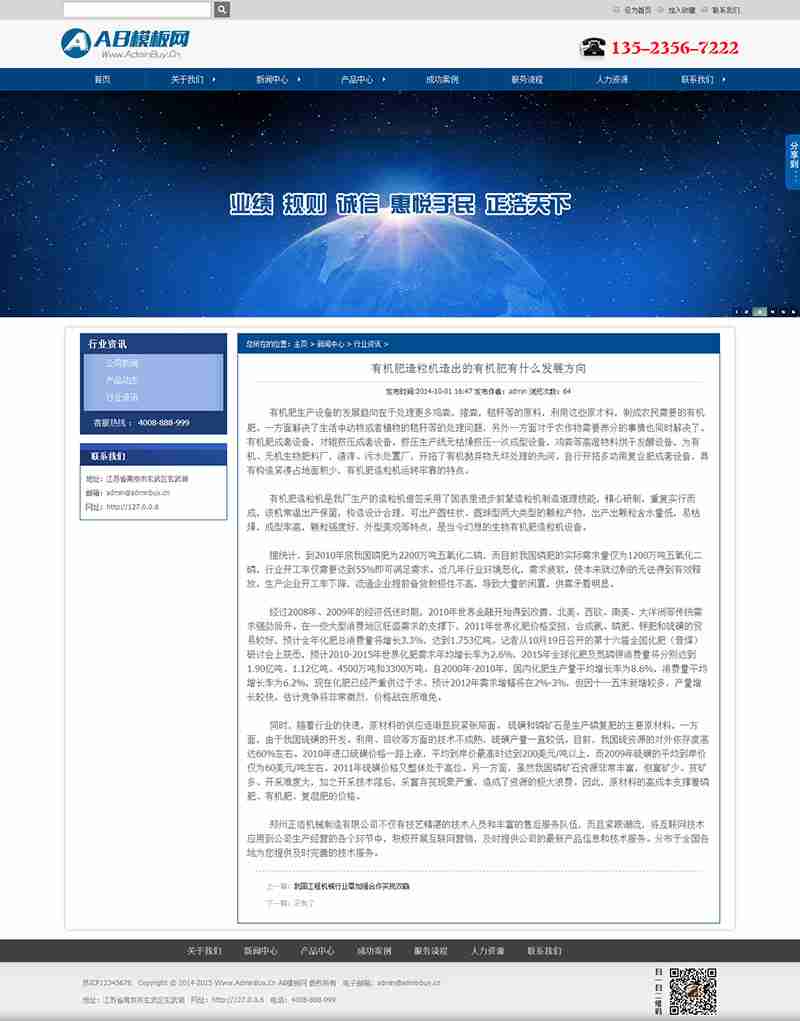 设为首页 加入收藏 联系我们
AB模板网
Www.AdminBuy.Cn
135-2356-7222
首页 关于我们 新闻中心 产品中心 成功案例 服务流程 人力资源 联系我们
分享到
业绩 规则 诚信 惠悦于民 正浩天下
行业资讯
公司新闻
产品动态
行业资讯
客服热线: 4008-888-999
联系我们
地址: 江苏省南京市玄武区玄武湖
邮箱: admin@adminbuy.cn
网址: http://127.0.0.6
您所在的位置: 主页 > 新闻中心 > 行业资讯 >
有机肥造粒机造出的有机肥有什么发展方向
发布时间:2014-10-01 16:47 发布作者: admin 浏览次数: 64
有机肥生产设备的发展趋向在于处理更多鸡粪、猪粪、秸秆等的原料, 利用这些原材料, 制成农民需要的有机
肥, 一方面解决了生活中动物或者植物的秸秆等的处理问题, 另外一方面对于农作物需要养分的事情也同时解决了。
有机肥成套设备、对辊挤压成套设备、挤压生产线无枯燥挤压一次成型设备、鸡粪等高湿物料烘干发酵设备、为有
机、无机生物肥料厂、造渣、污水处置厂, 开拓了有机抛弃物无坏处理的先河, 自行开拓多功用复合肥成套设备, 具
有构造紧凑占地面积少, 有机肥造粒机运转牢靠的特点。
有机肥造粒机是我厂生产的造粒机
该机常温出产保留, 构造设计合理, 可出产圆柱状、圆球型两大类型的颗粒产物, 出产出颗粒含水量低, 易枯
燥, 成型率高, 颗粒强度好、外型美观等特点, 是当今幻想的生物有机肥造粒机设备。
据统计, 到2010年底我国磷肥为2200万吨五氧化二磷, 而目前我国磷肥的实际需求量仅为1200万吨五氧化二
磷, 行业开工率仅需要达到55%即可满足需求。近几年行业环境恶化, 需求疲软, 使本来就过剩的无法得到有效释
放, 生产企业开工率下降, 流通企业提前备货积极性不高, 导致大量的闲置, 供需矛盾明显。
经过2008年、2009年的经济低迷时期, 2010年世界金融开始得到改善, 北美、西欧、南美、大洋洲等传统需
求强劲回升, 在一些大型消费地区旺盛需求的支撑下, 2011年世界化肥价格坚挺, 合成氨、磷肥、钾肥和硫磺的贸
易较好, 预计全年化肥总消费量将增长3.3%, 达到1.753亿吨。记者从10月19日召开的第十六届全国化肥(音煤)
研讨会上获悉, 预计2010-2015年世界化肥需求年均增长率为2.6%, 2015年全球化肥及氮磷钾消费量将分别达到
1.90亿吨、1.12亿吨、4500万吨和3300万吨。自2000年-2010年, 国内化肥生产量平均增长率为8.6%, 消费量平均
增长率为6.2%, 现在化肥已经严重供过于求。预计2012年需求增幅将在2%-3%, 但因十一五末新增较多, 产量增
长较快, 估计竞争将非常激烈, 价格战在所难免。
同时, 随着行业的快速, 原材料的供应逐渐显现紧张局面。硫磺和磷矿石是生产磷复肥的主要原材料, 一方
面, 由于我国硫磺的开发、利用、回收等方面的技术不成熟, 硫磺产量一直较低, 目前, 我国硫资源的对外依存度高
达60%左右, 2010年进口硫磺价格一路上涨, 平均到岸价最高时达到200美元/吨以上, 而2009年硫磺的平均到岸价
仅为60美元/吨左右, 2011年硫磺价格又整体处于高位。另一方面, 虽然我国磷矿石资源非常丰富, 但富矿少、贫矿
多、开采难度大, 加之开采技术落后, 采富弃贫现象严重, 造成了资源的极大浪费, 因此, 原材料的高成本支撑着磷
肥、有机肥、复混肥的价格。
郑州正浩机械制造有限公司不仅有技艺精湛的技术人员和丰富的售后服务队伍, 而且紧跟潮流, 将互联网技术
应用到公司生产经营的各个环节中, 积极开展互联网营销, 及时提供公司的最新产品信息和技术服务。分布于全国各
地为您提供及时完善的技术服务。
上一篇: 我国工程机械行业需加强合作实现双赢
下一篇: 没有了
关于我们 新闻中心 产品中心 成功案例 服务流程 人力资源 联系我们
苏ICP12345678 Copyright © 2014-2015 Www.AdminBuy.Cn AB模板网 版权所有 电子邮箱: admin@adminbuy.cn
地址: 江苏省南京市玄武区玄武湖 网址: http://127.0.0.6 电话: 4008-888-999
扫一扫二维码